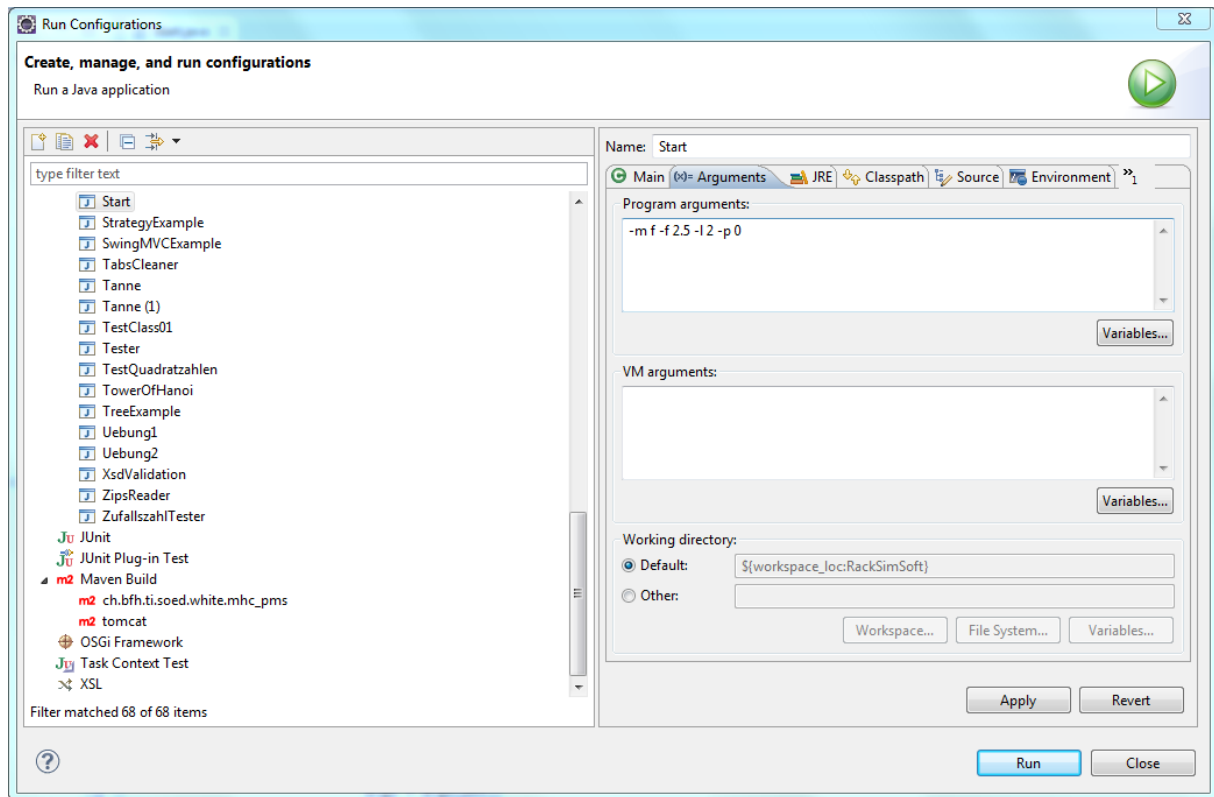 Run Configurations
Create, manage, and run configurations
Run a Java application
type filter text
Start
StrategyExample
SwingMVCExample
TabsCleaner
Tanne
Tanne (1)
TestClass01
Tester
TestQuadratzahlen
TowerOfHanoi
TreeExample
Uebung1
Uebung2
XsdValidation
ZipsReader
ZufallszahlTester
JUnit
JUnit Plug-in Test
Maven Build
ch.bfh.ti.soed.white.mhc_pms
tomcat
OSGi Framework
Task Context Test
XSL
Filter matched 68 of 68 items
Name: Start
Main (x)= Arguments JRE Classpath Source Environment »1
Program arguments:
-m f -f 2.5 -l 2 -p 0
Variables...
VM arguments:
Variables...
Working directory:
Default: ${workspace_loc:RackSimSoft}
Other:
Workspace... File System... Variables...
Apply Revert
Run Close